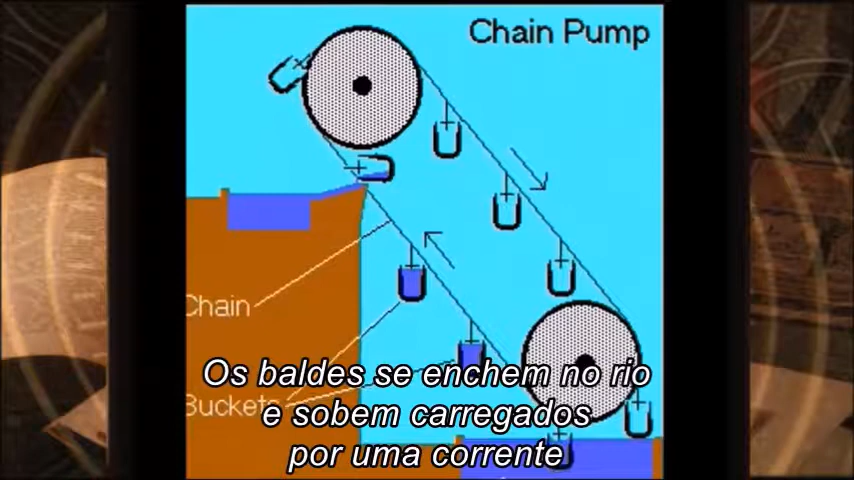 Chain Pump
Chain
Buckets
Os baldes se enchem no rio
e sobem carregados
por uma corrente